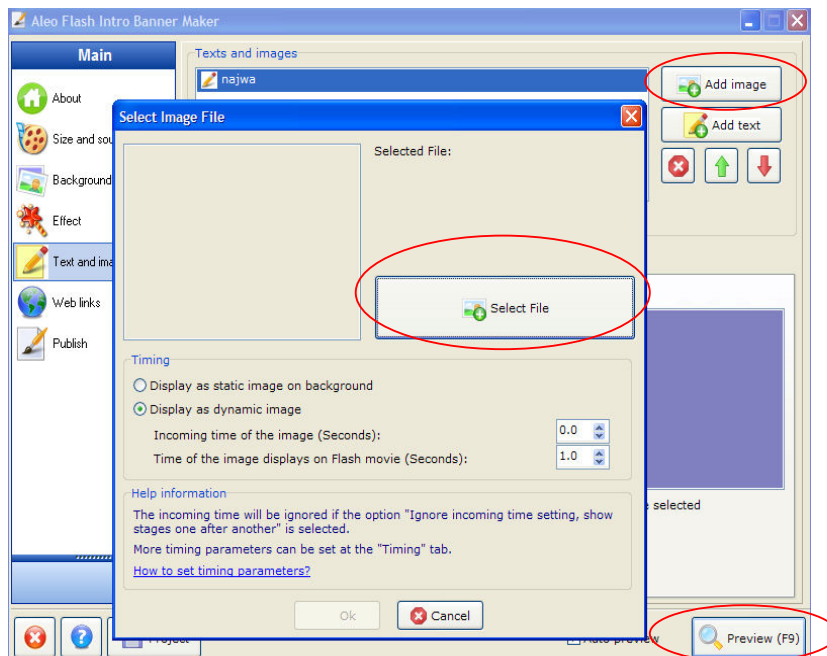 Aleo Flash Intro Banner Maker
Main
About
Size and sou
Background
Effect
Text and ima
Web links
Publish
Texts and images
najwa
Add image
Add text
Select Image File
Selected File:
Select File
Timing
Display as static image on background
Display as dynamic image
Incoming time of the image (Seconds):
0.0
Time of the image displays on Flash movie (Seconds):
1.0
Help information
The incoming time will be ignored if the option "Ignore incoming time setting, show
stages one after another" is selected.
More timing parameters can be set at the "Timing" tab.
How to set timing parameters?
Ok
Cancel
selected
Project
Auto preview
Preview (F9)